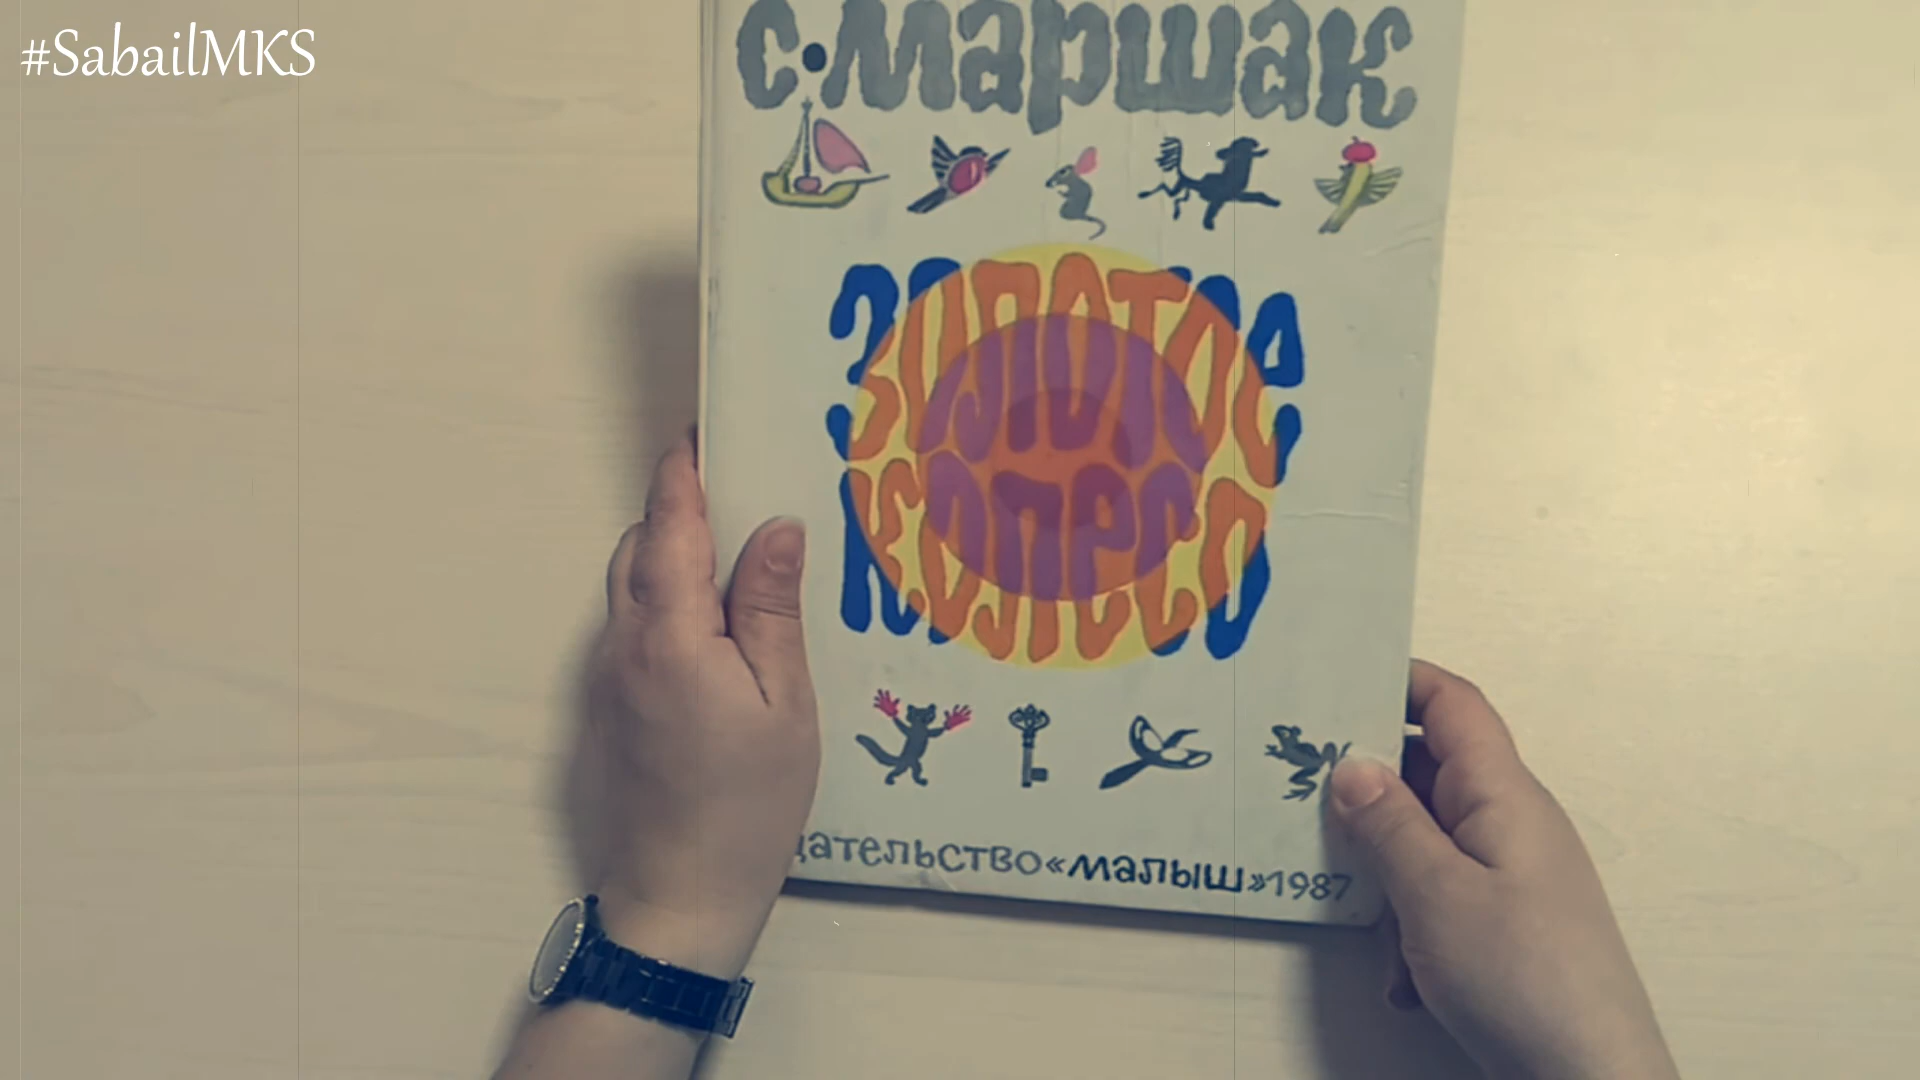 #SabailMKS
с•маршак
золотое
колесо
дательство «малыш» 1987